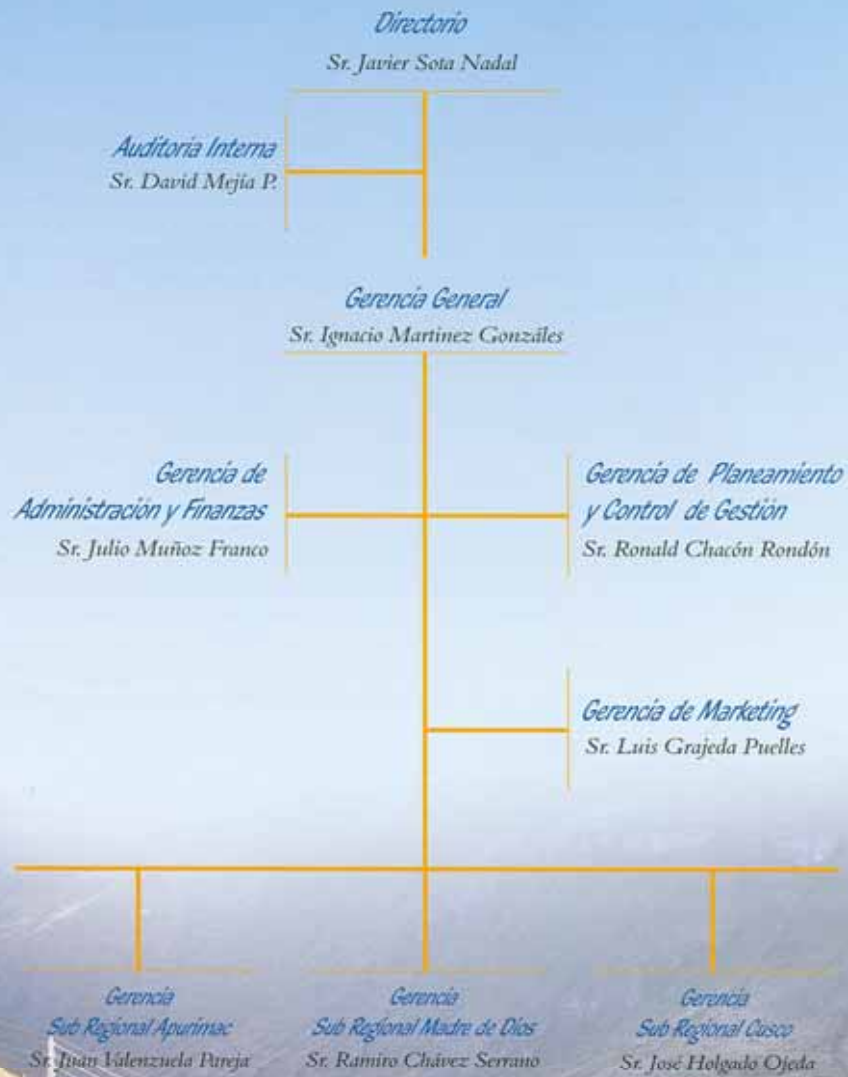 Directorio
Sr. Javier Sota Nadal
Auditoría Interna
Sr. David Mejía P.
Gerencia General
Sr. Ignacio Martinez Gonzáles
Gerencia de
Administración y Finanzas
Sr. Julio Muñoz Franco
Gerencia de Planeamiento
y Control de Gestión
Sr. Ronald Chacón Rondón
Gerencia de Marketing
Sr. Luis Grajeda Puelles
Gerencia
Sub Regional Apurimac
Sr. Juan Valenzuela Pareja
Gerencia
Sub Regional Madre de Dios
Sr. Ramiro Chávez Serrano
Gerencia
Sub Regional Cusco
Sr. José Holgado Ojeda